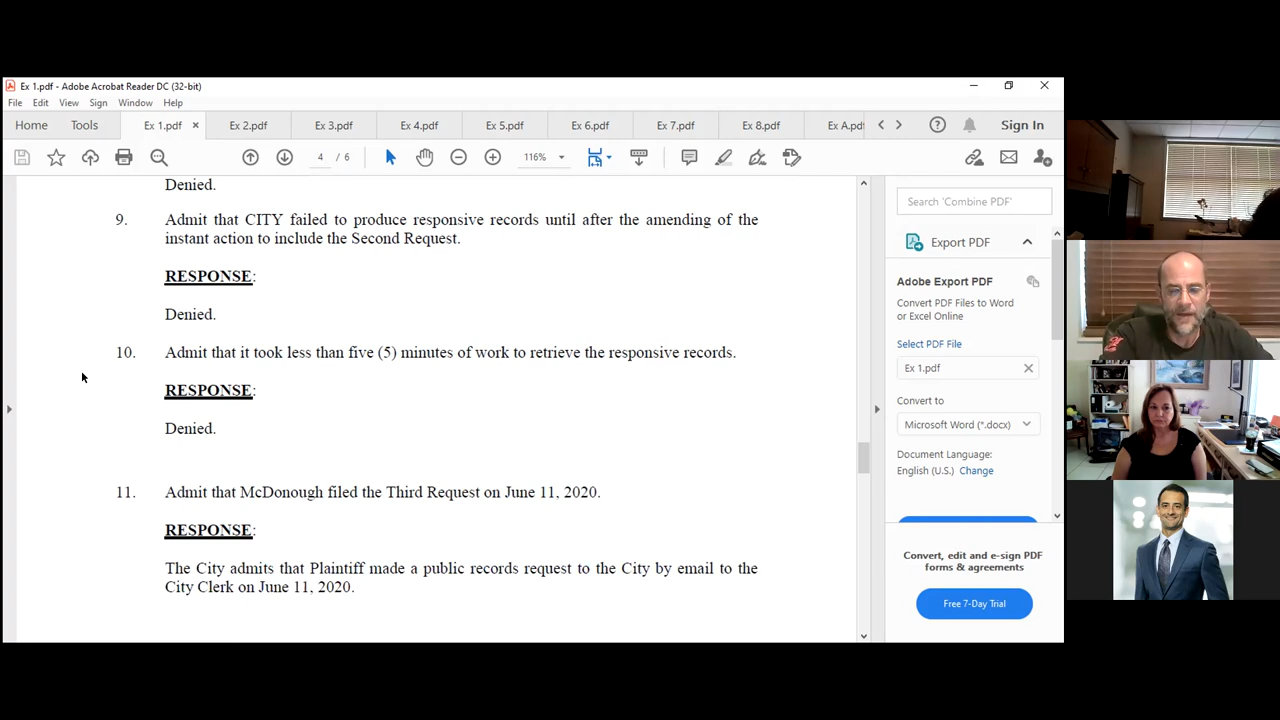 Ex 1.pdf - Adobe Acrobat Reader DC (32-bit)
File Edit View Sign Window Help
Home Tools Ex 1.pdf Ex 2.pdf Ex 3.pdf Ex 4.pdf Ex 5.pdf Ex 6.pdf Ex 7.pdf Ex 8.pdf Ex A.pdf Sign In
4 / 6 116%
Denied.
9. Admit that CITY failed to produce responsive records until after the amending of the
instant action to include the Second Request.
RESPONSE:
Denied.
10. Admit that it took less than five (5) minutes of work to retrieve the responsive records.
RESPONSE:
Denied.
11. Admit that McDonough filed the Third Request on June 11, 2020.
RESPONSE:
The City admits that Plaintiff made a public records request to the City by email to the
City Clerk on June 11, 2020.
Search 'Combine PDF'
Export PDF
Adobe Export PDF
Convert PDF Files to Word
or Excel Online
Select PDF File
Ex 1.pdf
Convert to
Microsoft Word (*.docx)
Document Language:
English (U.S.) Change
Convert, edit and e-sign PDF
forms & agreements
Free 7-Day Trial